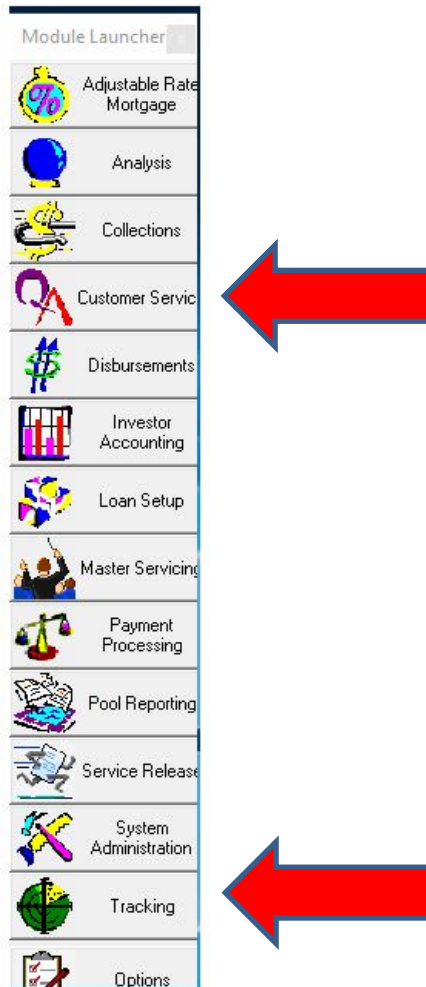 Module Launcher
Adjustable Rate
Mortgage
Analysis
Collections
QA
Customer Servic
Disbursements
Investor
Accounting
Loan Setup
Master Servicing
Payment
Processing
Pool Reporting
Service Release
System
Administration
Tracking
Options